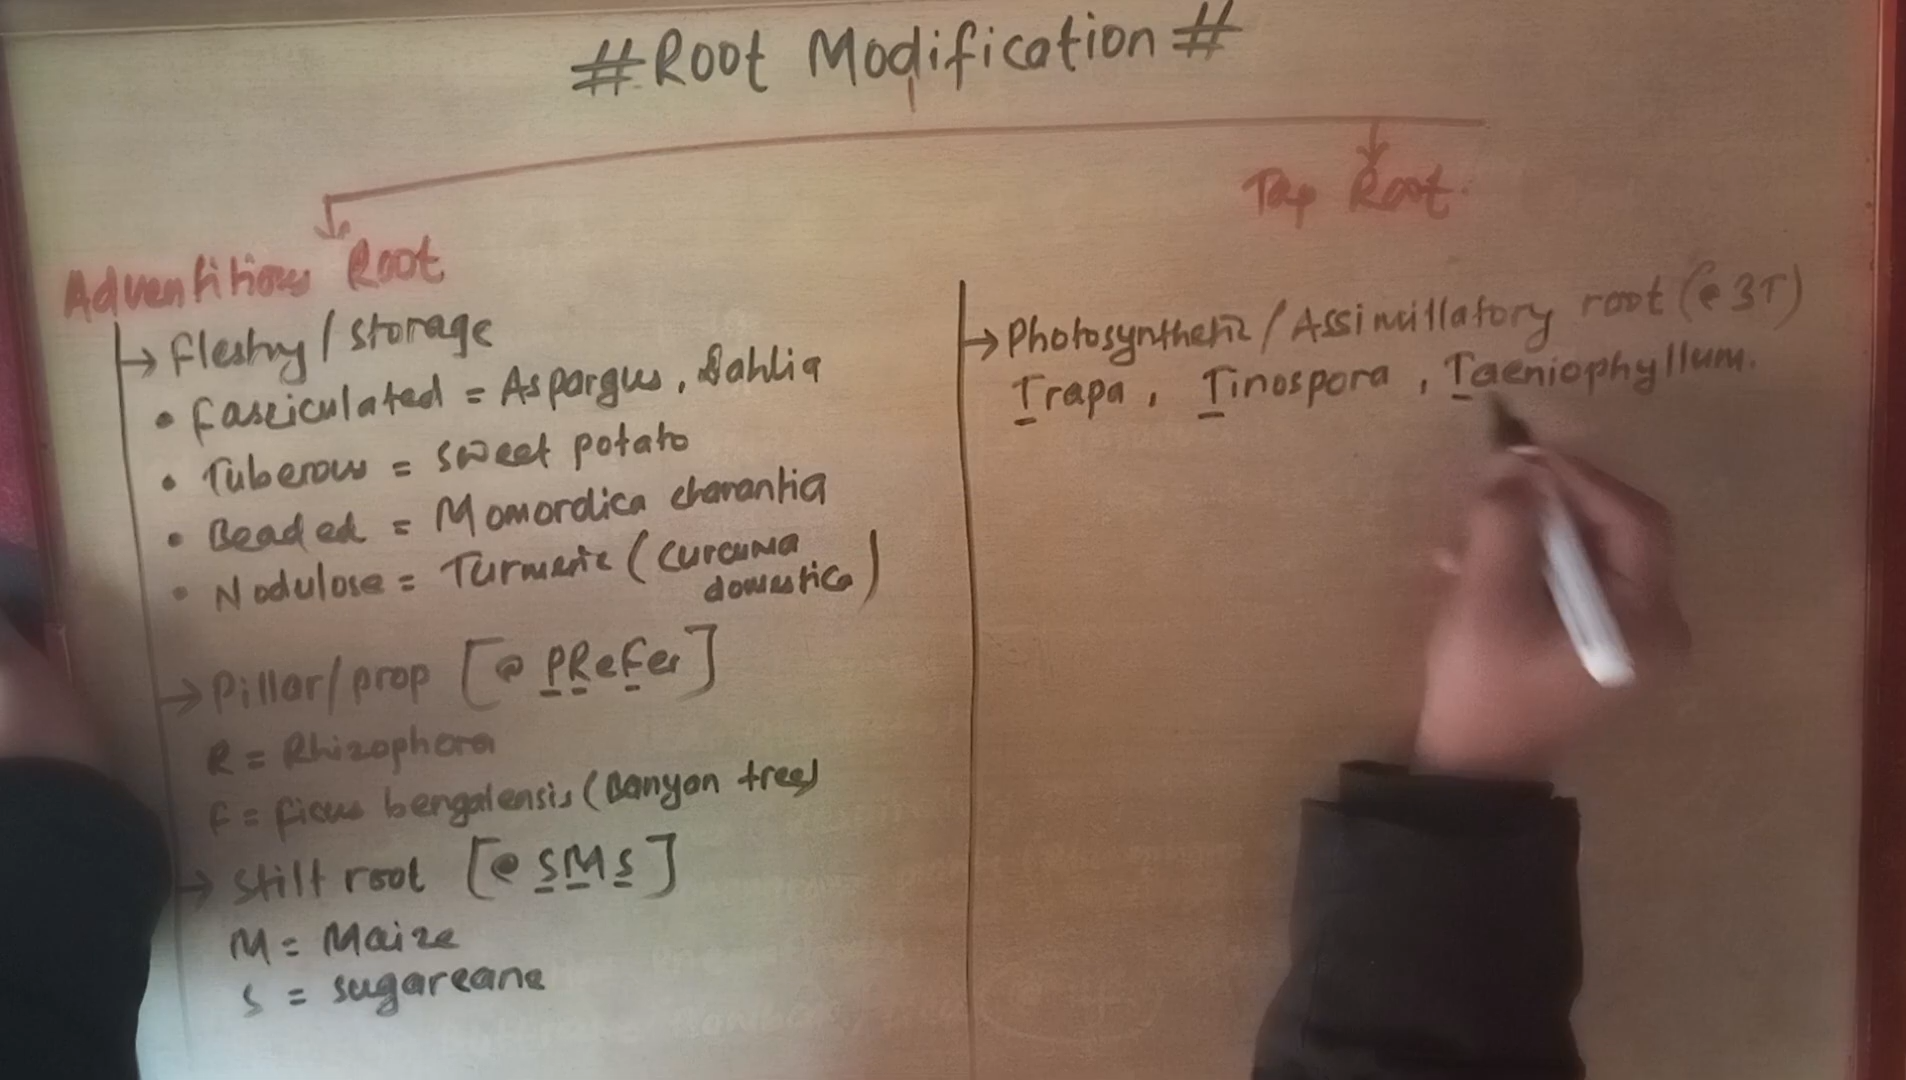 # Root Modification #
Tap Root
Adventitious Root
→ Fleshy / storage
• Fasciculated = Aspargus, Dahlia
• Tuberous = sweet potato
• Beaded = Momordica charantia
• Nodulose = Turmeric (Curcuma
domestica)
→ Pillar/prop [@ PReFer]
R = Rhizophora
F = Ficus bengalensis (Banyan tree)
→ Stilt root [@ SMS]
M = Maize
S = sugarcane
→ Photosynthetic / Assimillatory root (@ 3T)
Trapa, Tinospora, Taeniophyllum.